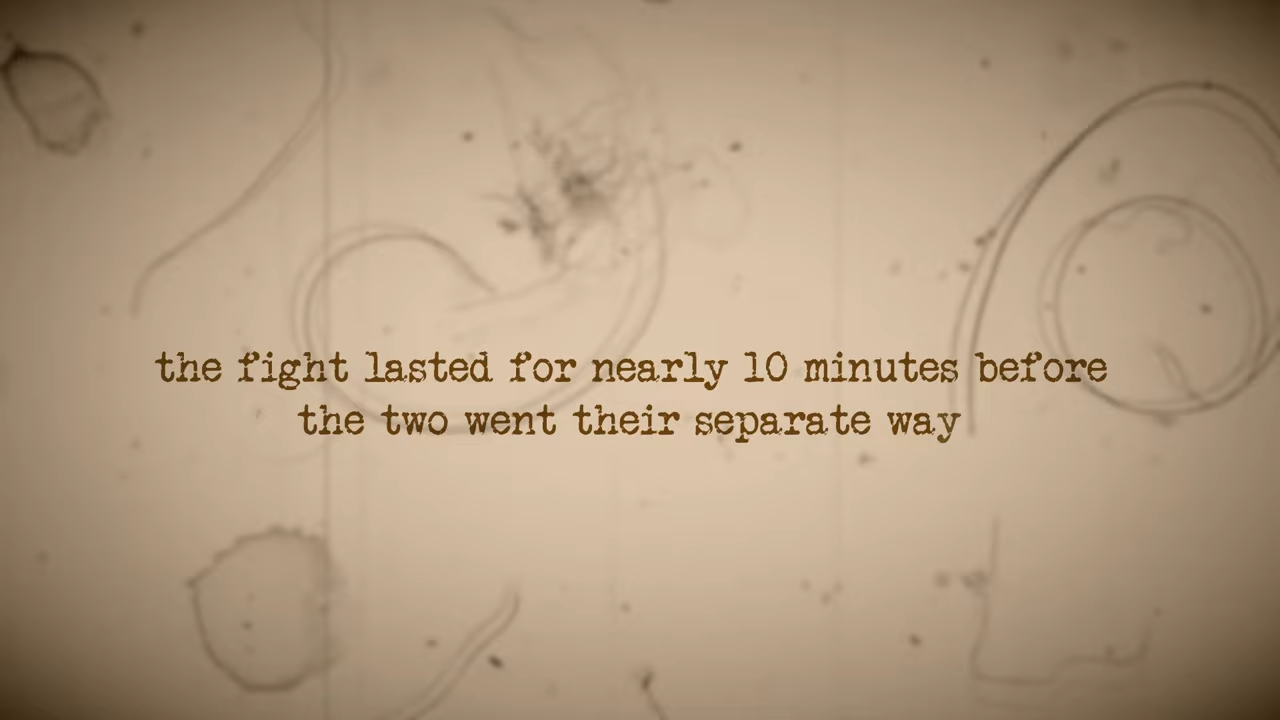 the fight lasted for nearly 10 minutes before
the two went their separate way